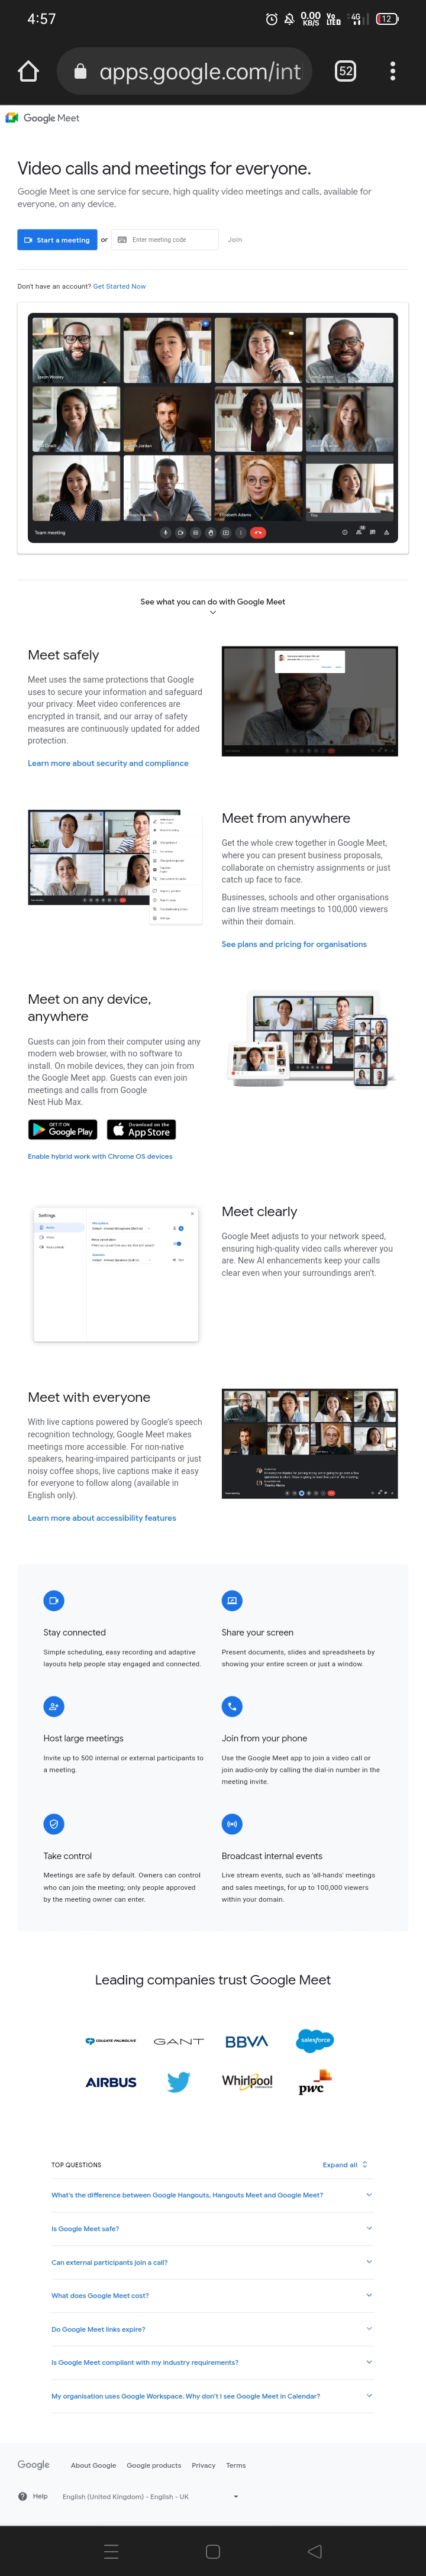 4:57
0.00 KB/S
Vo LTED
4G
12
apps.google.com/int
52
Google Meet
Video calls and meetings for everyone.
Google Meet is one service for secure, high quality video meetings and calls, available for
everyone, on any device.
Start a meeting
or
Enter meeting code
Join
Don't have an account? Get Started Now
Team meeting
You
See what you can do with Google Meet
Meet safely
Meet uses the same protections that Google
uses to secure your information and safeguard
your privacy. Meet video conferences are
encrypted in transit, and our array of safety
measures are continuously updated for added
protection.
Learn more about security and compliance
Meet from anywhere
Get the whole crew together in Google Meet,
where you can present business proposals,
collaborate on chemistry assignments or just
catch up face to face.
Businesses, schools and other organisations
can live stream meetings to 100,000 viewers
within their domain.
See plans and pricing for organisations
Meet on any device,
anywhere
Guests can join from their computer using any
modern web browser, with no software to
install. On mobile devices, they can join from
the Google Meet app. Guests can even join
meetings and calls from Google
Nest Hub Max.
GET IT ON
Google Play
Download on the
App Store
Enable hybrid work with Chrome OS devices
Settings
Meet clearly
Google Meet adjusts to your network speed,
ensuring high-quality video calls wherever you
are. New AI enhancements keep your calls
clear even when your surroundings aren't.
Meet with everyone
With live captions powered by Google's speech
recognition technology, Google Meet makes
meetings more accessible. For non-native
speakers, hearing-impaired participants or just
noisy coffee shops, live captions make it easy
for everyone to follow along (available in
English only).
Learn more about accessibility features
Stay connected
Simple scheduling, easy recording and adaptive
layouts help people stay engaged and connected.
Share your screen
Present documents, slides and spreadsheets by
showing your entire screen or just a window.
Host large meetings
Invite up to 500 internal or external participants to
a meeting.
Join from your phone
Use the Google Meet app to join a video call or
join audio-only by calling the dial-in number in the
meeting invite.
Take control
Meetings are safe by default. Owners can control
who can join the meeting; only people approved
by the meeting owner can enter.
Broadcast internal events
Live stream events, such as 'all-hands' meetings
and sales meetings, for up to 100,000 viewers
within your domain.
Leading companies trust Google Meet
COLGATE-PALMOLIVE
GANT
BBVA
salesforce
AIRBUS
Whirlpool
CORPORATION
pwc
TOP QUESTIONS
Expand all
What's the difference between Google Hangouts, Hangouts Meet and Google Meet?
Is Google Meet safe?
Can external participants join a call?
What does Google Meet cost?
Do Google Meet links expire?
Is Google Meet compliant with my industry requirements?
My organisation uses Google Workspace. Why don't I see Google Meet in Calendar?
Google
About Google
Google products
Privacy
Terms
Help
English (United Kingdom) - English - UK